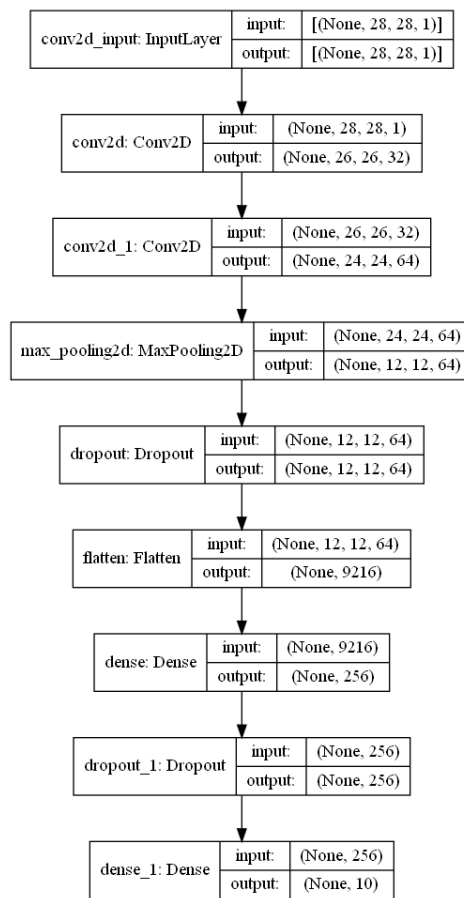 conv2d_input: InputLayer
input: [(None, 28, 28, 1)]
output: [(None, 28, 28, 1)]
conv2d: Conv2D
input: (None, 28, 28, 1)
output: (None, 26, 26, 32)
conv2d_1: Conv2D
input: (None, 26, 26, 32)
output: (None, 24, 24, 64)
max_pooling2d: MaxPooling2D
input: (None, 24, 24, 64)
output: (None, 12, 12, 64)
dropout: Dropout
input: (None, 12, 12, 64)
output: (None, 12, 12, 64)
flatten: Flatten
input: (None, 12, 12, 64)
output: (None, 9216)
dense: Dense
input: (None, 9216)
output: (None, 256)
dropout_1: Dropout
input: (None, 256)
output: (None, 256)
dense_1: Dense
input: (None, 256)
output: (None, 10)